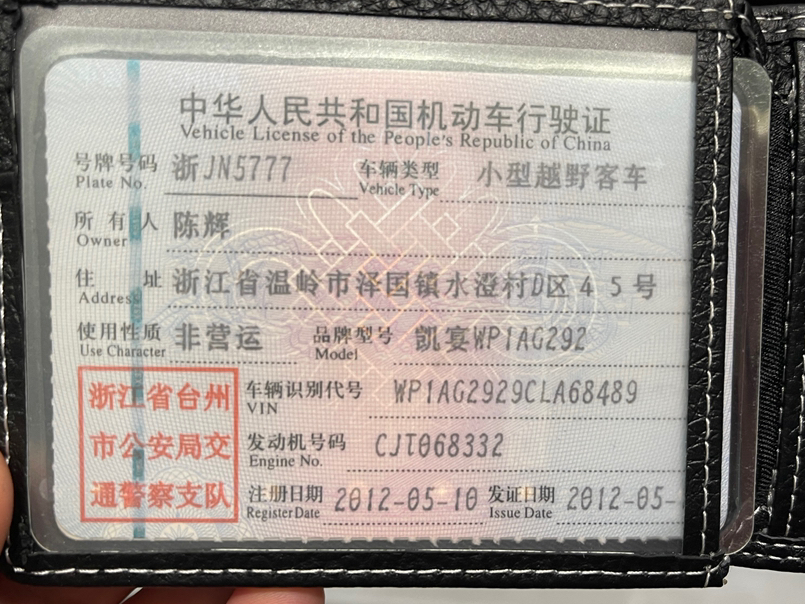 中华人民共和国机动车行驶证
Vehicle License of the People's Republic of China
号牌号码 浙JN5777 车辆类型 小型越野客车
Plate No. Vehicle Type
所有人 陈辉
Owner
住址 浙江省温岭市泽国镇水澄村D区45号
Address
使用性质 非营运 品牌型号 凯宴WP1AG292
Use Character Model
浙江省台州
市公安局交
通警察支队
车辆识别代号 WP1AG2929CLA68489
VIN
发动机号码 CJT068332
Engine No.
注册日期 2012-05-10 发证日期 2012-05-
Register Date Issue Date